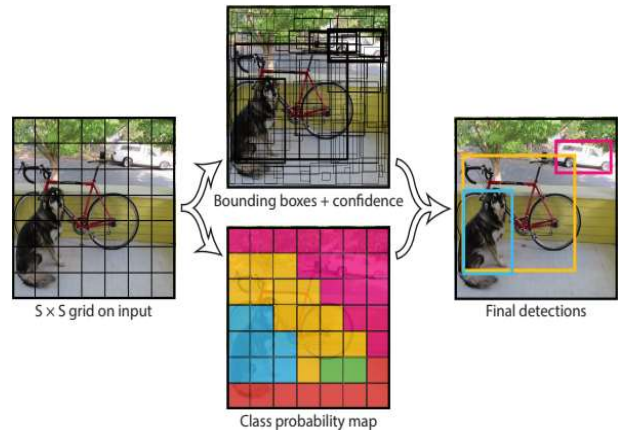 Bounding boxes + confidence
S × S grid on input
Final detections
Class probability map